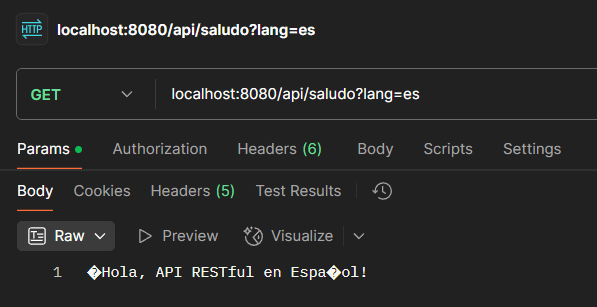 HTTP
localhost:8080/api/saludo?lang=es
GET localhost:8080/api/saludo?lang=es
Params Authorization Headers (6) Body Scripts Settings
Body Cookies Headers (5) Test Results
Raw Preview Visualize
1 �Hola, API RESTful en Espa�ol!